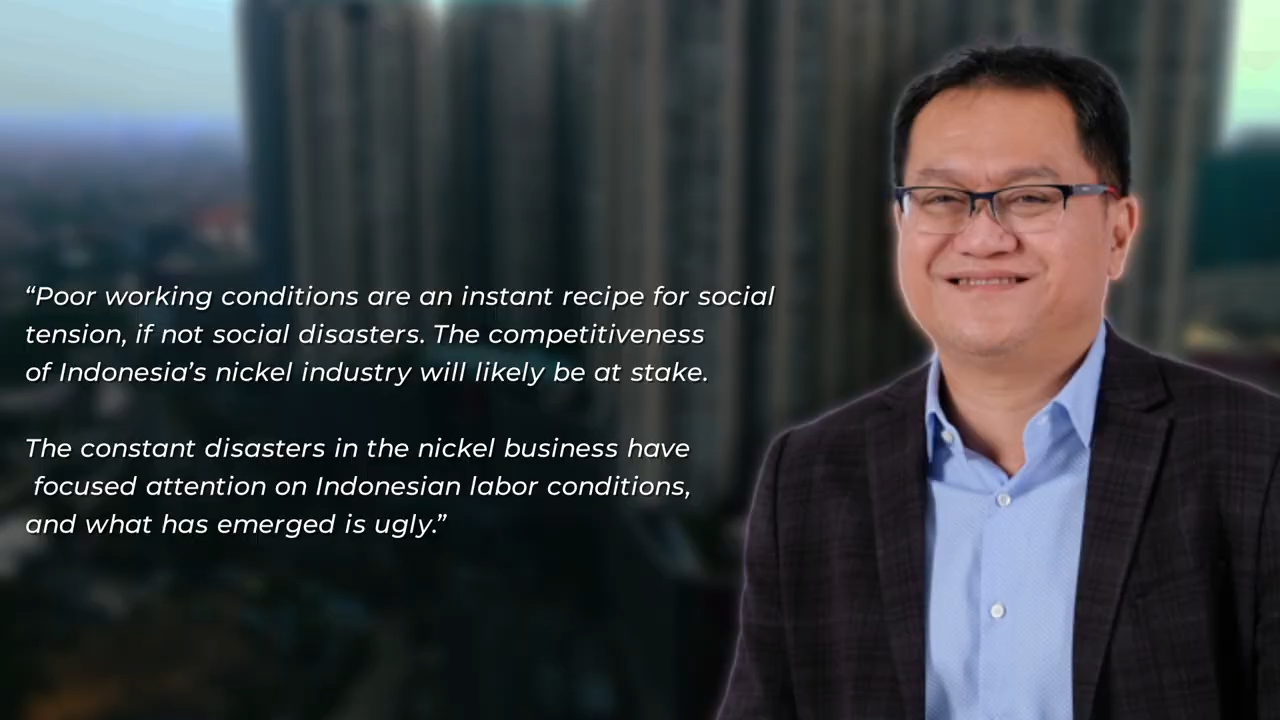 “Poor working conditions are an instant recipe for social
tension, if not social disasters. The competitiveness
of Indonesia’s nickel industry will likely be at stake.
The constant disasters in the nickel business have
focused attention on Indonesian labor conditions,
and what has emerged is ugly.”